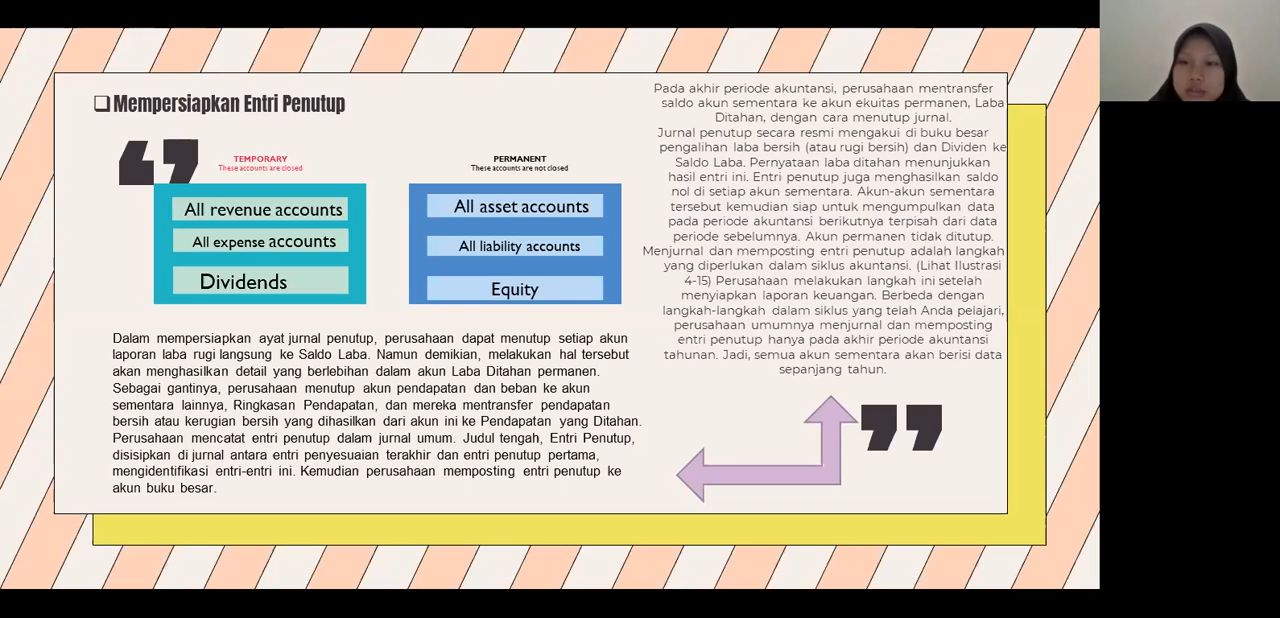 ❑Mempersiapkan Entri Penutup
TEMPORARY
These accounts are closed
All revenue accounts
All expense accounts
Dividends
PERMANENT
These accounts are not closed
All asset accounts
All liability accounts
Equity
Dalam mempersiapkan ayat jurnal penutup, perusahaan dapat menutup setiap akun
laporan laba rugi langsung ke Saldo Laba. Namun demikian, melakukan hal tersebut
akan menghasilkan detail yang berlebihan dalam akun Laba Ditahan permanen.
Sebagai gantinya, perusahaan menutup akun pendapatan dan beban ke akun
sementara lainnya, Ringkasan Pendapatan, dan mereka mentransfer pendapatan
bersih atau kerugian bersih yang dihasilkan dari akun ini ke Pendapatan yang Ditahan.
Perusahaan mencatat entri penutup dalam jurnal umum. Judul tengah, Entri Penutup,
disisipkan di jurnal antara entri penyesuaian terakhir dan entri penutup pertama,
mengidentifikasi entri-entri ini. Kemudian perusahaan memposting entri penutup ke
akun buku besar.
Pada akhir periode akuntansi, perusahaan mentransfer
saldo akun sementara ke akun ekuitas permanen, Laba
Ditahan, dengan cara menutup jurnal.
Jurnal penutup secara resmi mengakui di buku besar
pengalihan laba bersih (atau rugi bersih) dan Dividen ke
Saldo Laba. Pernyataan laba ditahan menunjukkan
hasil entri ini. Entri penutup juga menghasilkan saldo
nol di setiap akun sementara. Akun-akun sementara
tersebut kemudian siap untuk mengumpulkan data
pada periode akuntansi berikutnya terpisah dari data
periode sebelumnya. Akun permanen tidak ditutup.
Menjurnal dan memposting entri penutup adalah langkah
yang diperlukan dalam siklus akuntansi. (Lihat Ilustrasi
4-15) Perusahaan melakukan langkah ini setelah
menyiapkan laporan keuangan. Berbeda dengan
langkah-langkah dalam siklus yang telah Anda pelajari,
perusahaan umumnya menjurnal dan memposting
entri penutup hanya pada akhir periode akuntansi
tahunan. Jadi, semua akun sementara akan berisi data
sepanjang tahun.